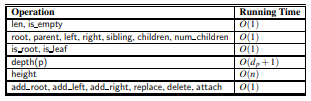 Operation Running Time
len, is_empty O(1)
root, parent, left, right, sibling, children, num_children O(1)
is_root, is_leaf O(1)
depth(p) O(dp + 1)
height O(n)
add_root, add_left, add_right, replace, delete, attach O(1)